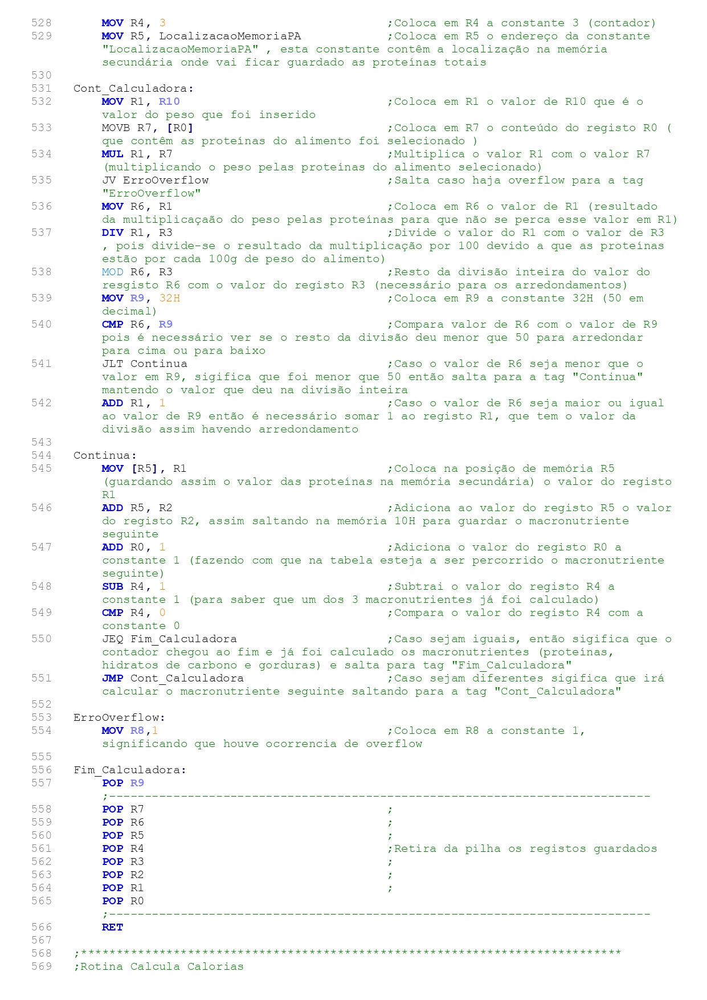 528 MOV R4, 3 ;Coloca em R4 a constante 3 (contador)
529 MOV R5, LocalizacaoMemoriaPA ;Coloca em R5 o endereço da constante
"LocalizacaoMemoriaPA" , esta constante contêm a localização na memória
secundária onde vai ficar guardado as proteínas totais
530
531 Cont_Calculadora:
532 MOV R1, R10 ;Coloca em R1 o valor de R10 que é o
valor do peso que foi inserido
533 MOVB R7, [R0] ;Coloca em R7 o conteúdo do registo R0 (
que contêm as proteínas do alimento foi selecionado )
534 MUL R1, R7 ;Multiplica o valor R1 com o valor R7
(multiplicando o peso pelas proteínas do alimento selecionado)
535 JV ErroOverflow ;Salta caso haja overflow para a tag
"ErroOverflow"
536 MOV R6, R1 ;Coloca em R6 o valor de R1 (resultado
da multiplicaçaão do peso pelas proteínas para que não se perca esse valor em R1)
537 DIV R1, R3 ;Divide o valor do R1 com o valor de R3
, pois divide-se o resultado da multiplicação por 100 devido a que as proteínas
estão por cada 100g de peso do alimento)
538 MOD R6, R3 ;Resto da divisão inteira do valor do
resgisto R6 com o valor do registo R3 (necessário para os arredondamentos)
539 MOV R9, 32H ;Coloca em R9 a constante 32H (50 em
decimal)
540 CMP R6, R9 ;Compara valor de R6 com o valor de R9
pois é necessário ver se o resto da divisão deu menor que 50 para arredondar
para cima ou para baixo
541 JLT Continua ;Caso o valor de R6 seja menor que o
valor em R9, sigifica que foi menor que 50 então salta para a tag "Continua"
mantendo o valor que deu na divisão inteira
542 ADD R1, 1 ;Caso o valor de R6 seja maior ou igual
ao valor de R9 então é necessário somar 1 ao registo R1, que tem o valor da
divisão assim havendo arredondamento
543
544 Continua:
545 MOV [R5], R1 ;Coloca na posição de memória R5
(guardando assim o valor das proteínas na memória secundária) o valor do registo
R1
546 ADD R5, R2 ;Adiciona ao valor do registo R5 o valor
do registo R2, assim saltando na memória 10H para guardar o macronutriente
seguinte
547 ADD R0, 1 ;Adiciona o valor do registo R0 a
constante 1 (fazendo com que na tabela esteja a ser percorrido o macronutriente
seguinte)
548 SUB R4, 1 ;Subtrai o valor do registo R4 a
constante 1 (para saber que um dos 3 macronutrientes já foi calculado)
549 CMP R4, 0 ;Compara o valor do registo R4 com a
constante 0
550 JEQ Fim_Calculadora ;Caso sejam iguais, então sigifica que o
contador chegou ao fim e já foi calculado os macronutrientes (proteínas,
hidratos de carbono e gorduras) e salta para tag "Fim_Calculadora"
551 JMP Cont_Calculadora ;Caso sejam diferentes sigifica que irá
calcular o macronutriente seguinte saltando para a tag "Cont_Calculadora"
552
553 ErroOverflow:
554 MOV R8,1 ;Coloca em R8 a constante 1,
significando que houve ocorrencia de overflow
555
556 Fim_Calculadora:
557 POP R9
;----------------------------------------------------------------------------
558 POP R7 ;
559 POP R6 ;
560 POP R5 ;
561 POP R4 ;Retira da pilha os registos guardados
562 POP R3 ;
563 POP R2 ;
564 POP R1 ;
565 POP R0
;----------------------------------------------------------------------------
566 RET
567
568 ;****************************************************************************
569 ;Rotina Calcula Calorias